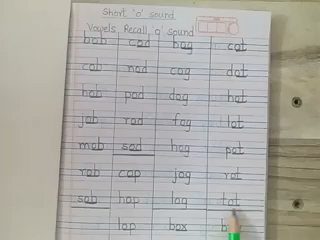 Short, 'o' sound
Vowels, Recall 'o' sound
bob cod bog cot
cob nod cog dot
hob pod dog hot
job rod fog lot
mob sod hog pot
rob cop jog rot
sob hop log tot
lop box